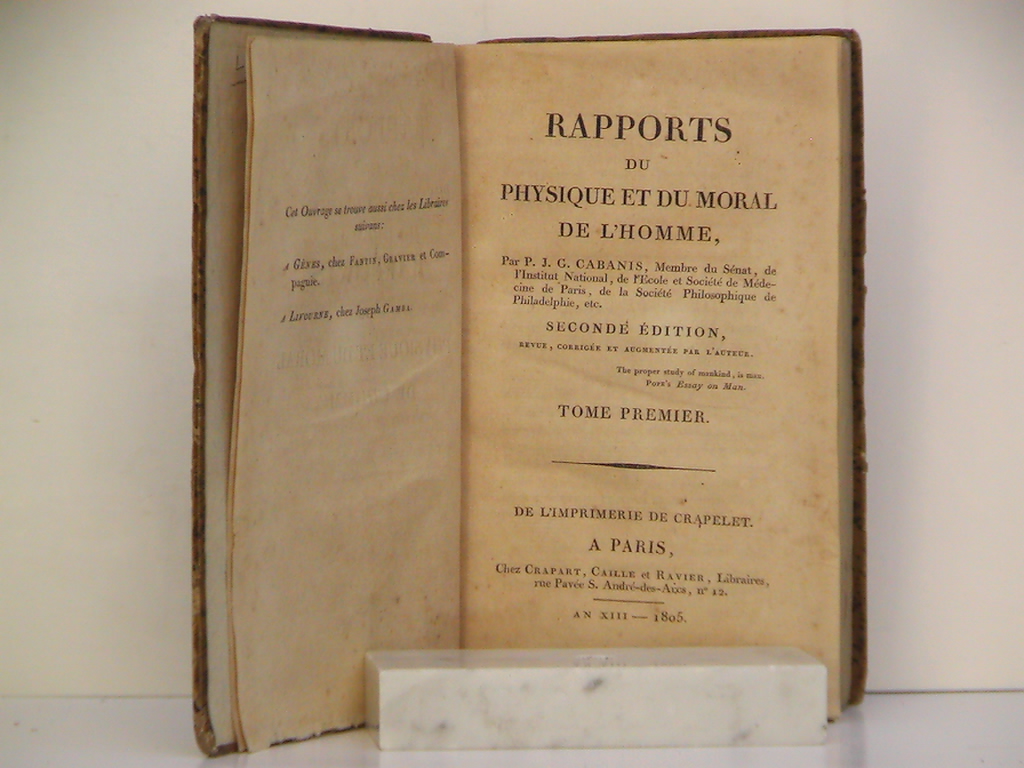 Cet Ouvrage se trouve aussi chez les Libraires
suivans:
A GÊNES, chez FANTIN, GRAVIER et Com-
pagnie.
A LIVOURNE, chez Joseph
RAPPORTS
DU
PHYSIQUE ET DU MORAL
DE L'HOMME,
Par P. J. G. CABANIS, Membre du Sénat, de
l'Institut National, de l'Ecole et Société de Méde-
cine de Paris, de la Société Philosophique de
Philadelphie, etc.
SECONDE ÉDITION,
REVUE, CORRIGÉE ET AUGMENTÉE PAR L'AUTEUR.
The proper study of mankind, is man.
POPE's Essay on Man.
TOME PREMIER.
DE L'IMPRIMERIE DE CRAPELET.
A PARIS,
Chez CRAPART, CAILLE et RAVIER, Libraires,
rue Pavée S. André-des-Arcs, n° 12.
AN XIII — 1805.